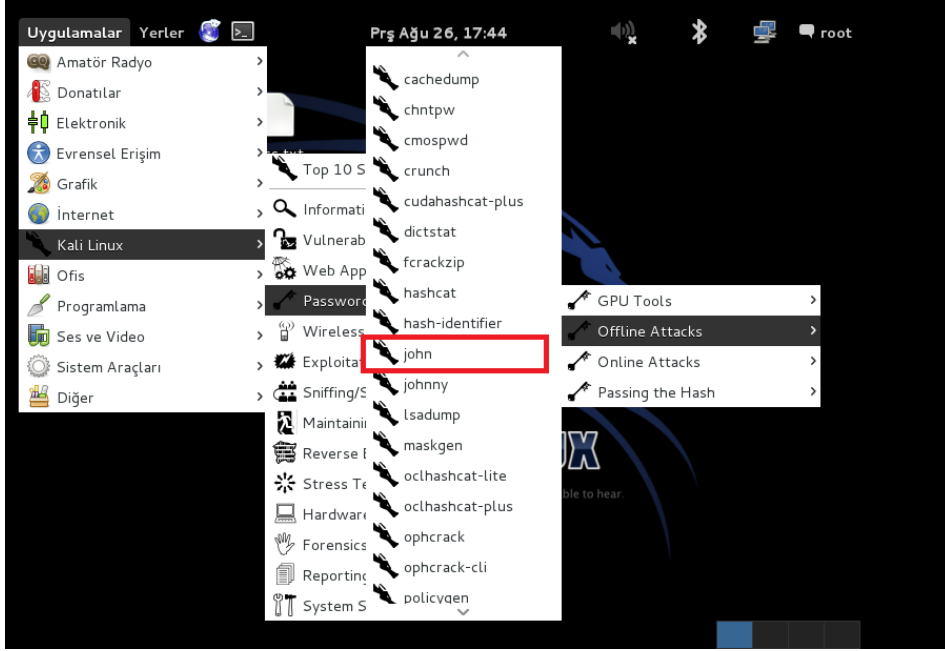 Uygulamalar Yerler Prş Ağu 26, 17:44 root
Amatör Radyo
Donatılar
Elektronik
Evrensel Erişim
Grafik
İnternet
Kali Linux
Ofis
Programlama
Ses ve Video
Sistem Araçları
Diğer
Top 10 S
Informati
Vulnerab
Web App
Password
Wireless
Exploitat
Sniffing/S
Maintaini
Reverse E
Stress Te
Hardware
Forensics
Reporting
System S
cachedump
chntpw
cmospwd
crunch
cudahashcat-plus
dictstat
fcrackzip
hashcat
hash-identifier
john
johnny
lsadump
maskgen
oclhashcat-lite
oclhashcat-plus
ophcrack
ophcrack-cli
policygen
GPU Tools
Offline Attacks
Online Attacks
Passing the Hash
UX
ble to hear.